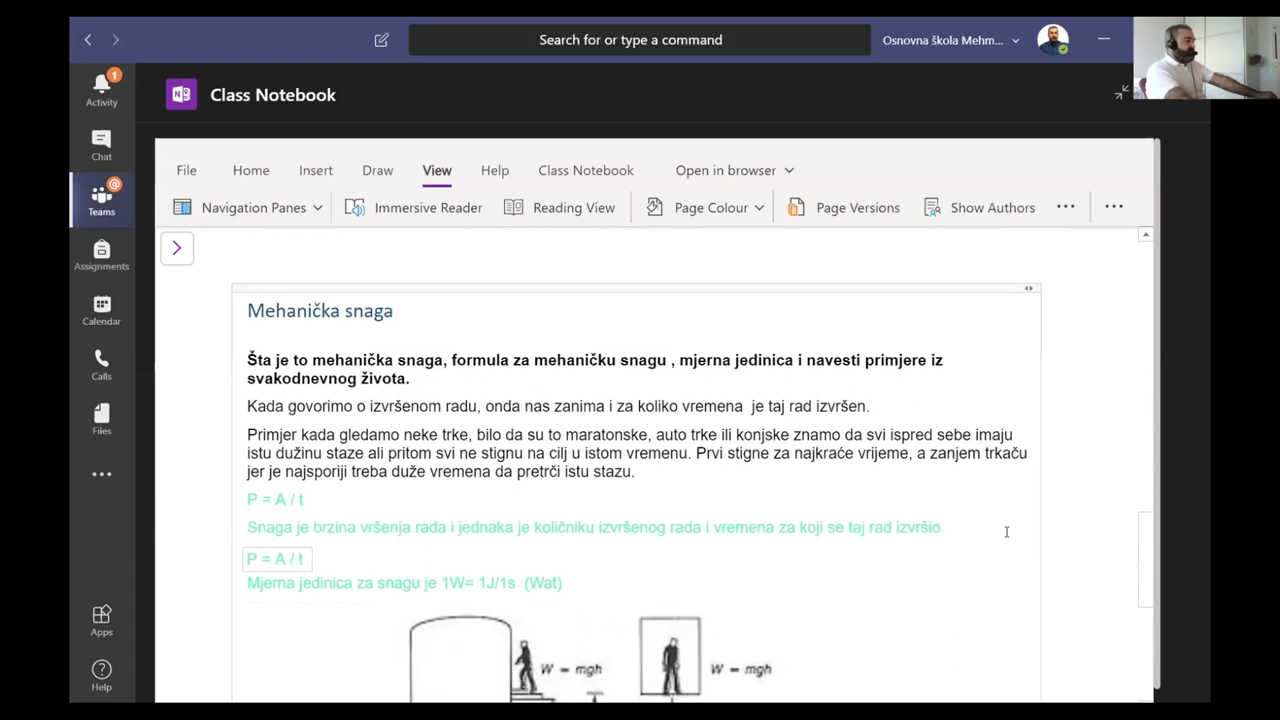 Search for or type a command
Osnovna škola Mehm...
1
Activity
Class Notebook
Chat
@
Teams
Assignments
Calendar
Calls
Files
Apps
Help
File Home Insert Draw View Help Class Notebook Open in browser
Navigation Panes Immersive Reader Reading View Page Colour Page Versions Show Authors
Mehanička snaga
Šta je to mehanička snaga, formula za mehaničku snagu , mjerna jedinica i navesti primjere iz
svakodnevnog života.
Kada govorimo o izvršenom radu, onda nas zanima i za koliko vremena je taj rad izvršen.
Primjer kada gledamo neke trke, bilo da su to maratonske, auto trke ili konjske znamo da svi ispred sebe imaju
istu dužinu staze ali pritom svi ne stignu na cilj u istom vremenu. Prvi stigne za najkraće vrijeme, a zanjem trkaču
jer je najsporiji treba duže vremena da pretrči istu stazu.
P = A / t
Snaga je brzina vršenja rada i jednaka je količniku izvršenog rada i vremena za koji se taj rad izvršio.
P = A / t
Mjerna jedinica za snagu je 1W= 1J/1s (Wat)
W = mgh W = mgh